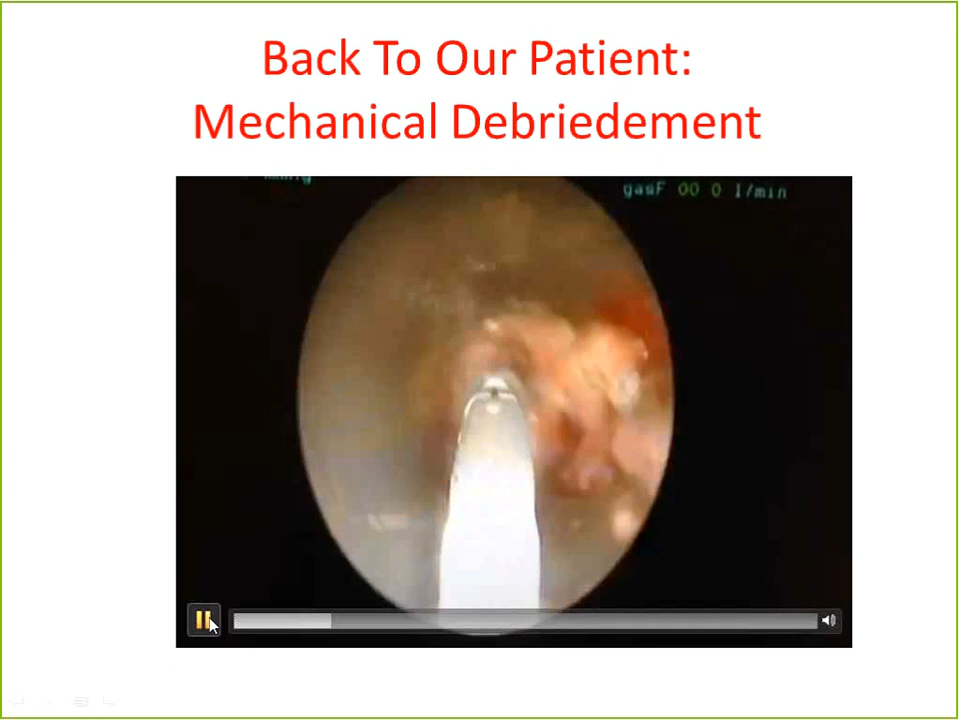 Back To Our Patient:
Mechanical Debriedement
gasF 00 0 l/min